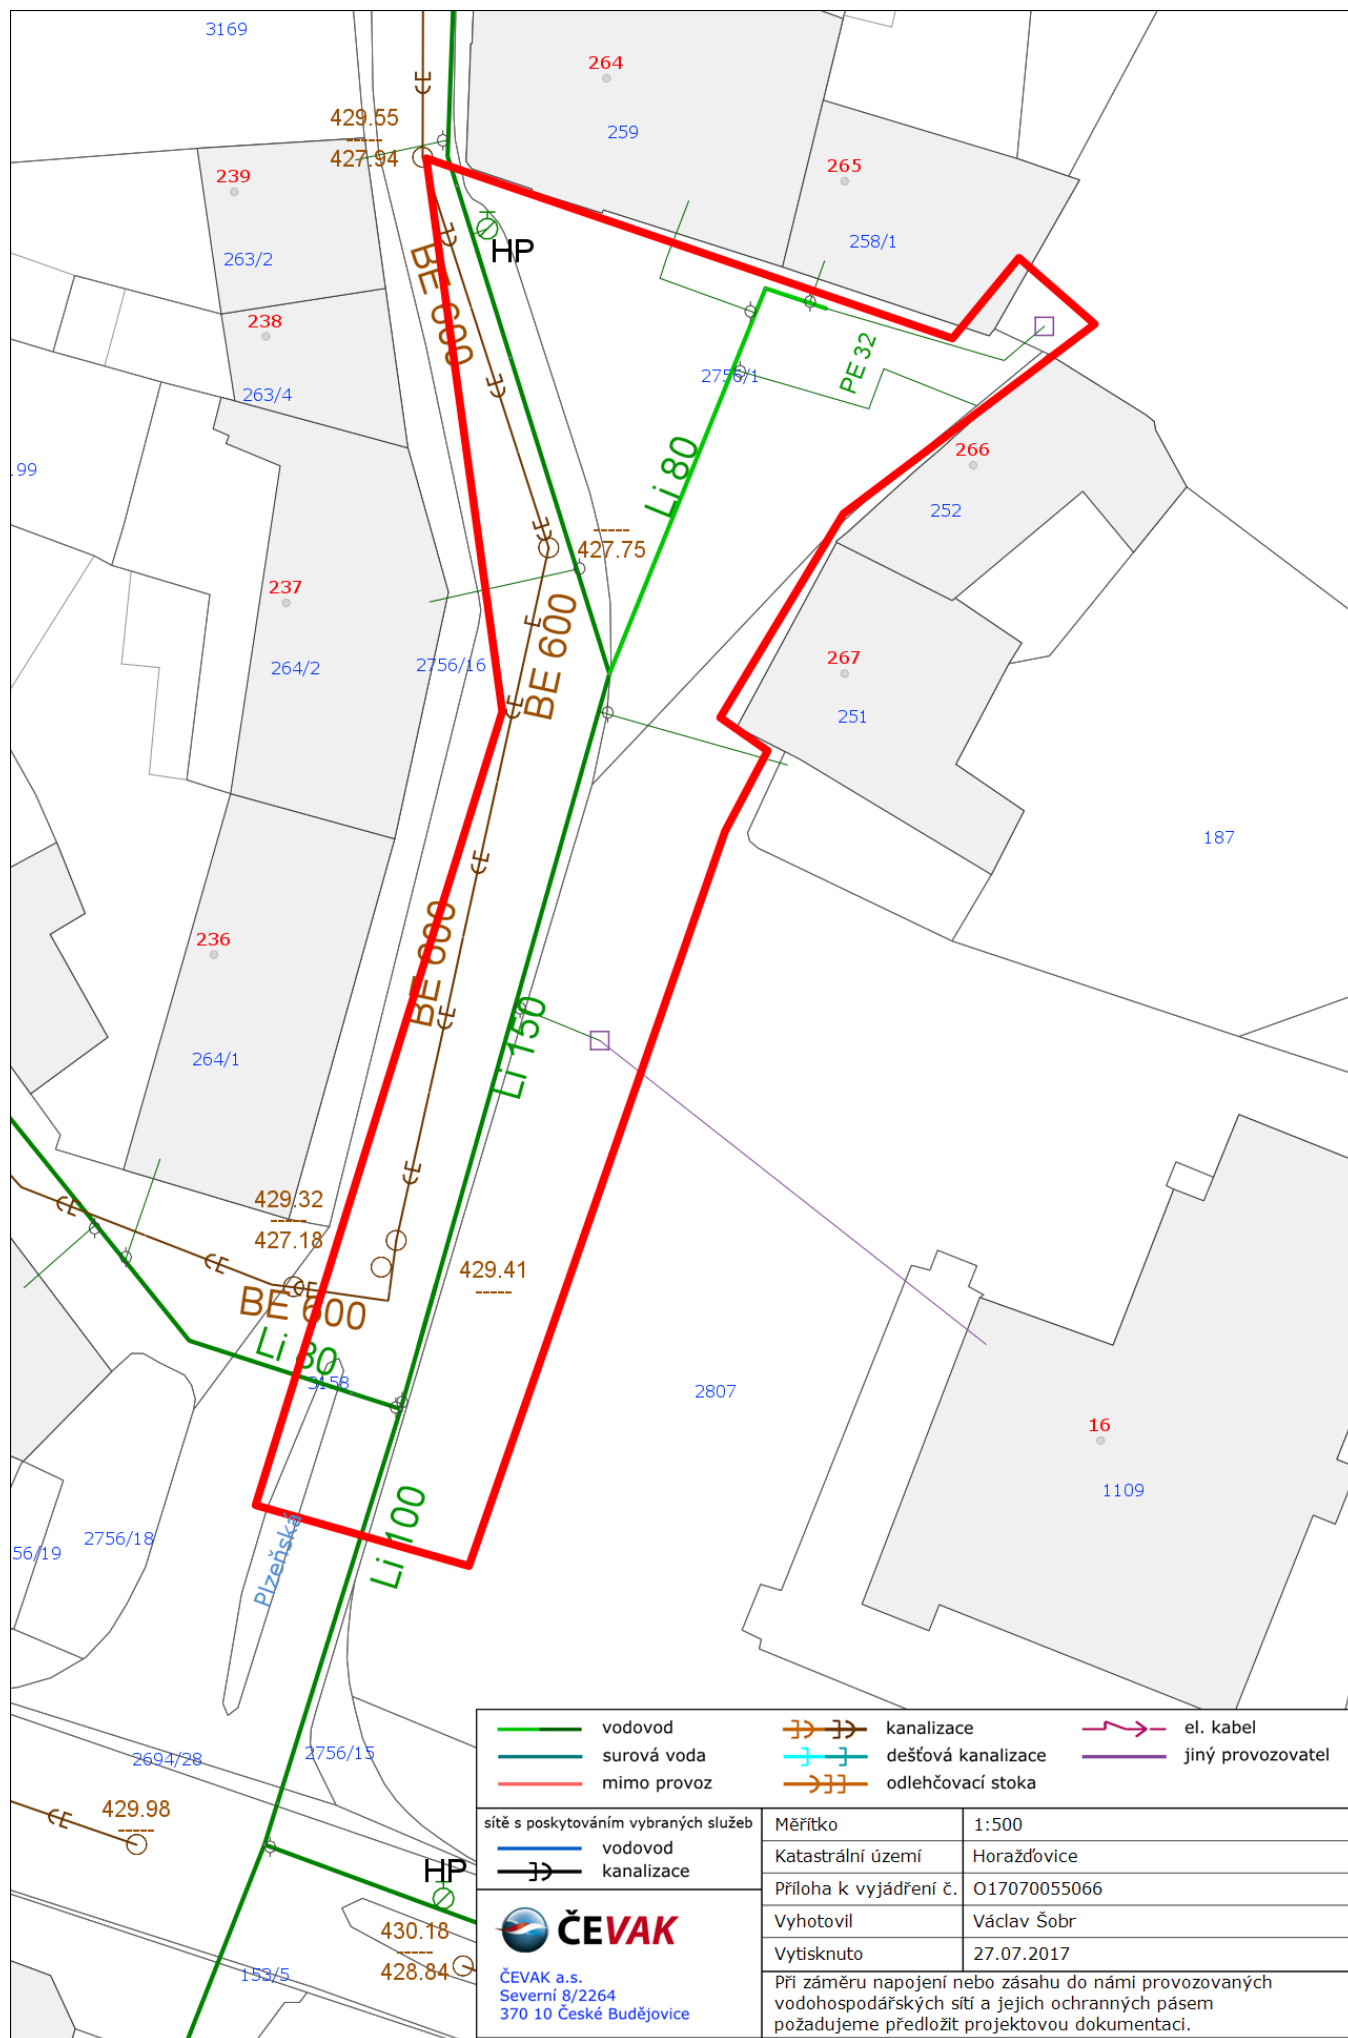 3169
264
429.55
-----
427.94
259
265
239
258/1
263/2
HP
BE 600
238
263/4
2756/1
PE 32
Li 80
99
266
252
-----
427.75
237
BE 600
264/2
2756/16
267
251
187
BE 600
236
Li 150
264/1
429.32
-----
427.18
429.41
-----
BE 600
Li 80
3158
2807
16
1109
Li 100
Plzeňská
2756/18
56/19
2694/28
2756/15
429.98
-----
HP
430.18
-----
428.84
153/5
vodovod
surová voda
mimo provoz
kanalizace
dešťová kanalizace
odlehčovací stoka
el. kabel
jiný provozovatel
sítě s poskytováním vybraných služeb
vodovod
kanalizace
ČEVAK
ČEVAK a.s.
Severní 8/2264
370 10 České Budějovice
Měřítko 1:500
Katastrální území Horažďovice
Příloha k vyjádření č. O17070055066
Vyhotovil Václav Šobr
Vytisknuto 27.07.2017
Při záměru napojení nebo zásahu do námi provozovaných
vodohospodářských sítí a jejich ochranných pásem
požadujeme předložit projektovou dokumentaci.